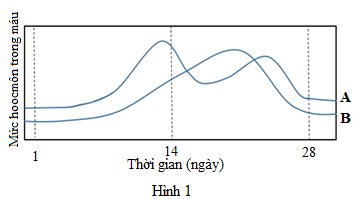 Mức hoocmôn trong máu
A
B
1
14
28
Thời gian (ngày)
Hình 1